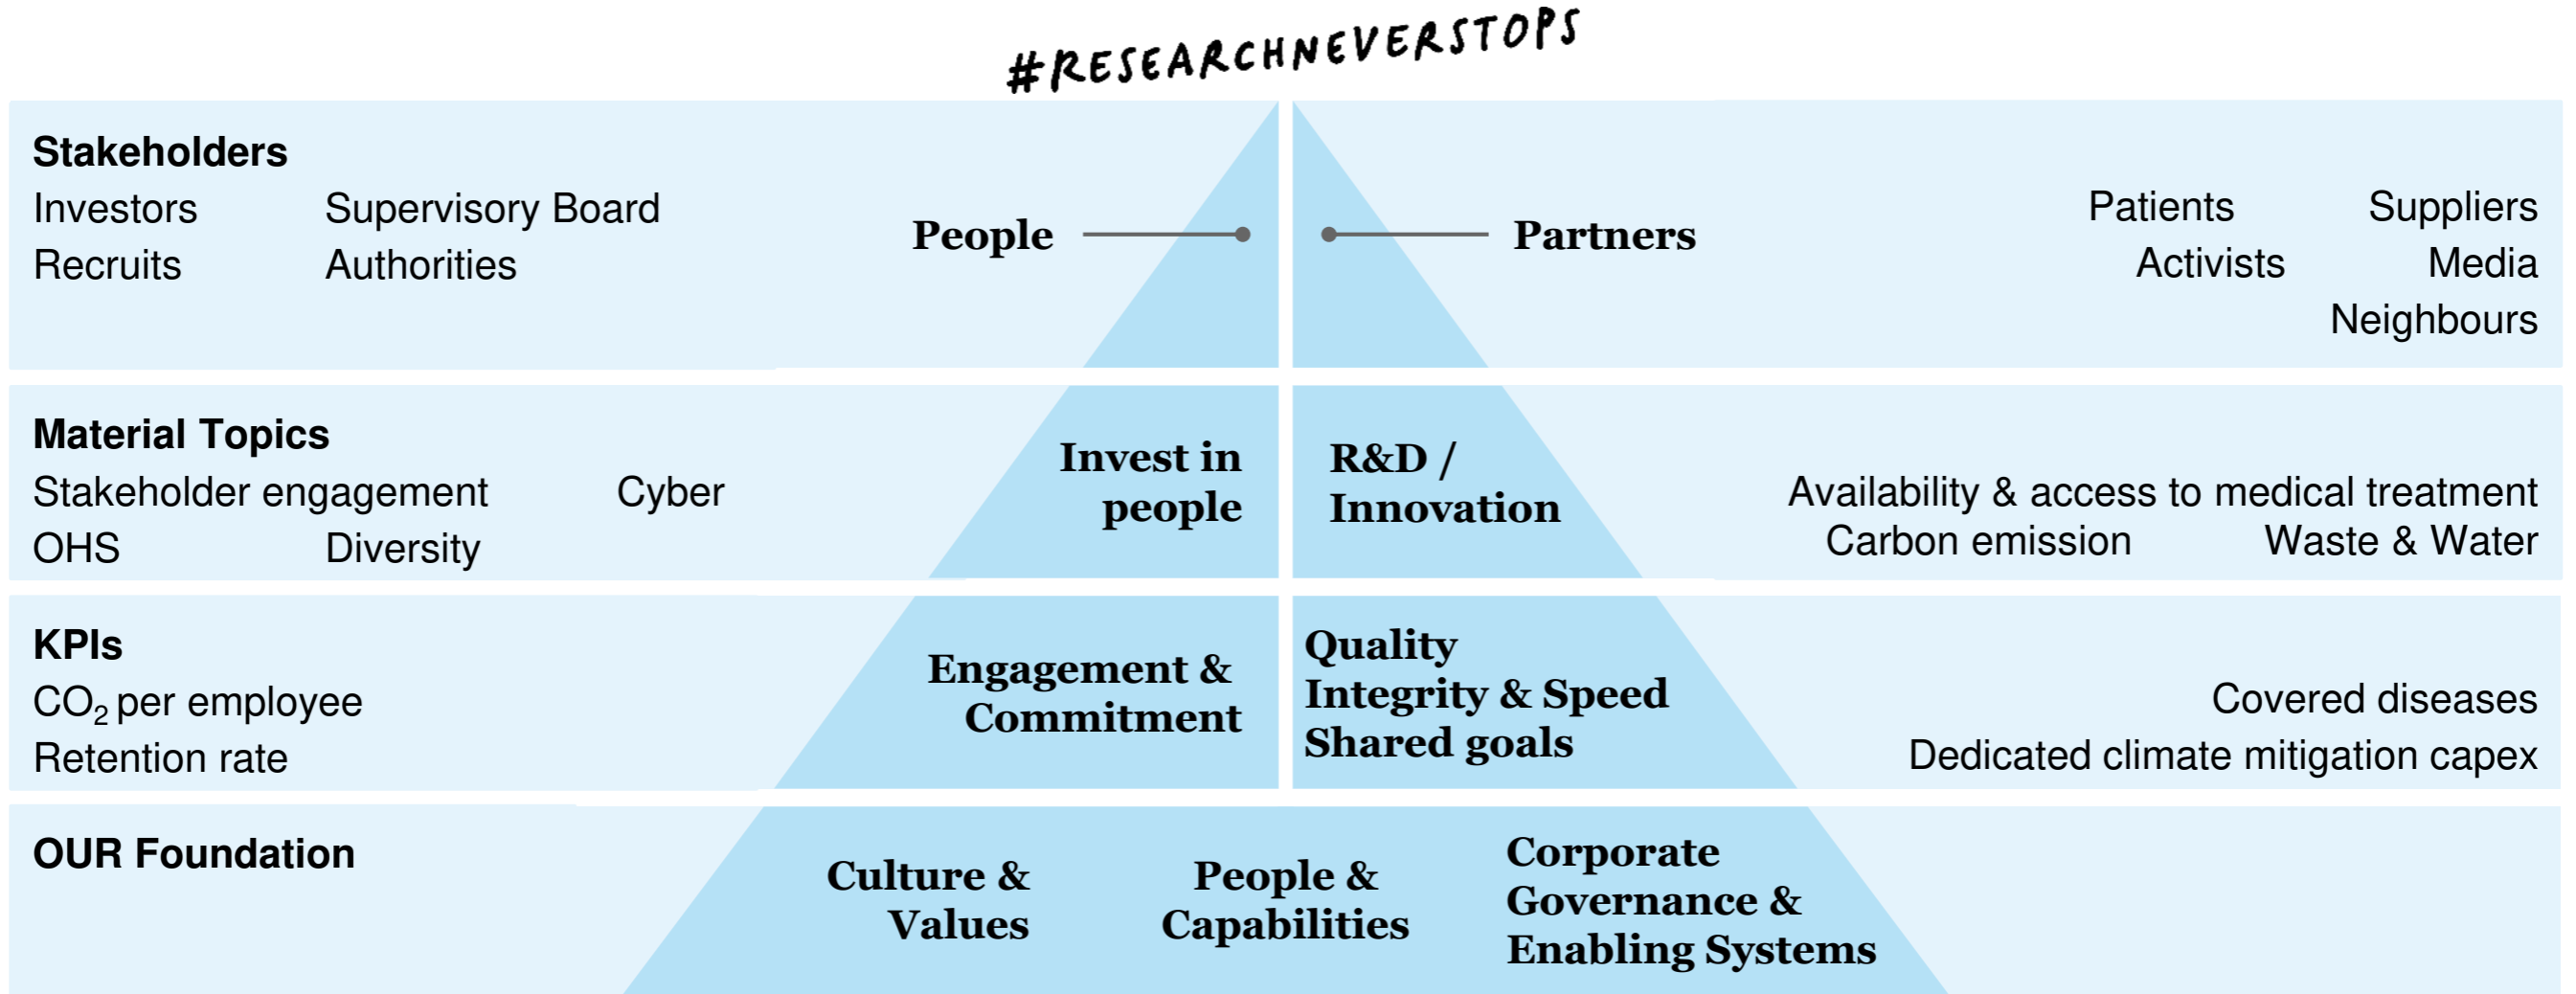 #RESEARCHNEVERSTOPS
Stakeholders
Investors Supervisory Board
Recruits Authorities
People
Partners
Patients Suppliers
Activists Media
Neighbours
Material Topics
Stakeholder engagement Cyber
OHS Diversity
Invest in
people
R&D /
Innovation
Availability & access to medical treatment
Carbon emission Waste & Water
KPIs
CO₂ per employee
Retention rate
Engagement &
Commitment
Quality
Integrity & Speed
Shared goals
Covered diseases
Dedicated climate mitigation capex
OUR Foundation
Culture &
Values
People &
Capabilities
Corporate
Governance &
Enabling Systems